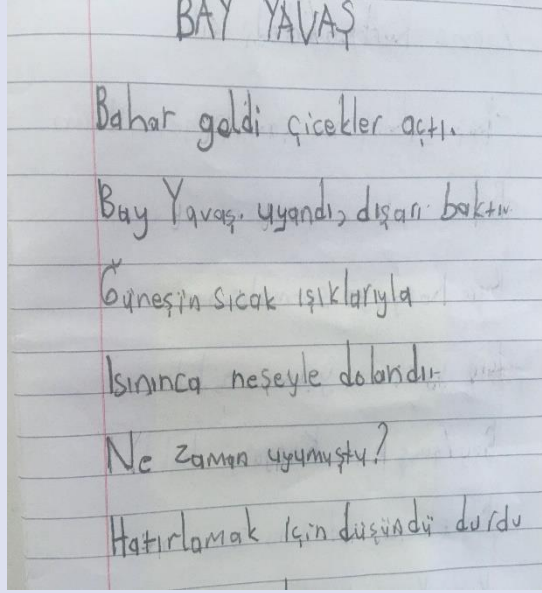 BAY YAVAŞ
Bahar geldi çicekler açtı.
Bay Yavaş. uyandı, dışarı baktı.
Güneşin sıcak ışıklarıyla
Isınınca neşeyle dolandı.
Ne zaman uyumuştu?
Hatırlamak için düşündü durdu